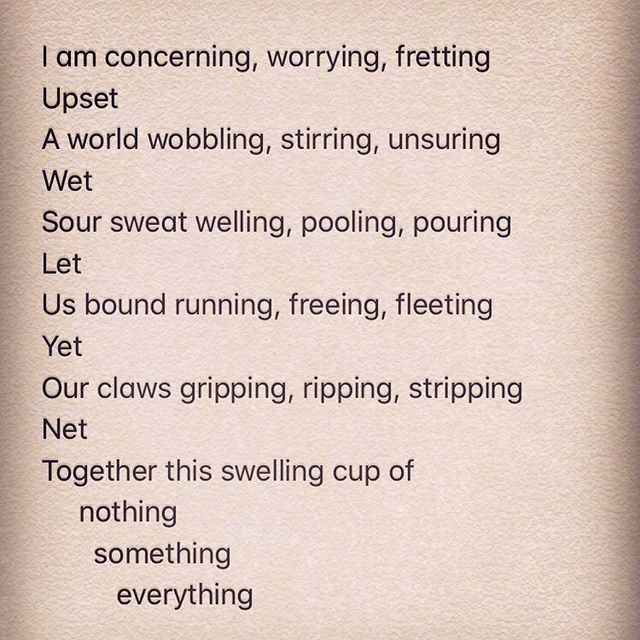 I am concerning, worrying, fretting
Upset
A world wobbling, stirring, unsuring
Wet
Sour sweat welling, pooling, pouring
Let
Us bound running, freeing, fleeting
Yet
Our claws gripping, ripping, stripping
Net
Together this swelling cup of
nothing
something
everything